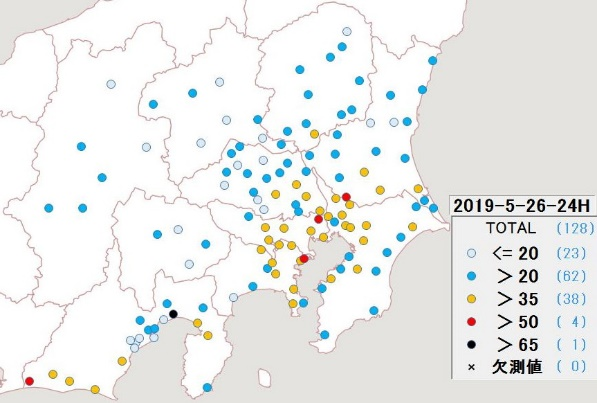 2019-5-26-24H
TOTAL (128)
<= 20 (23)
> 20 (62)
> 35 (38)
> 50 ( 4)
> 65 ( 1)
× 欠測値 ( 0)